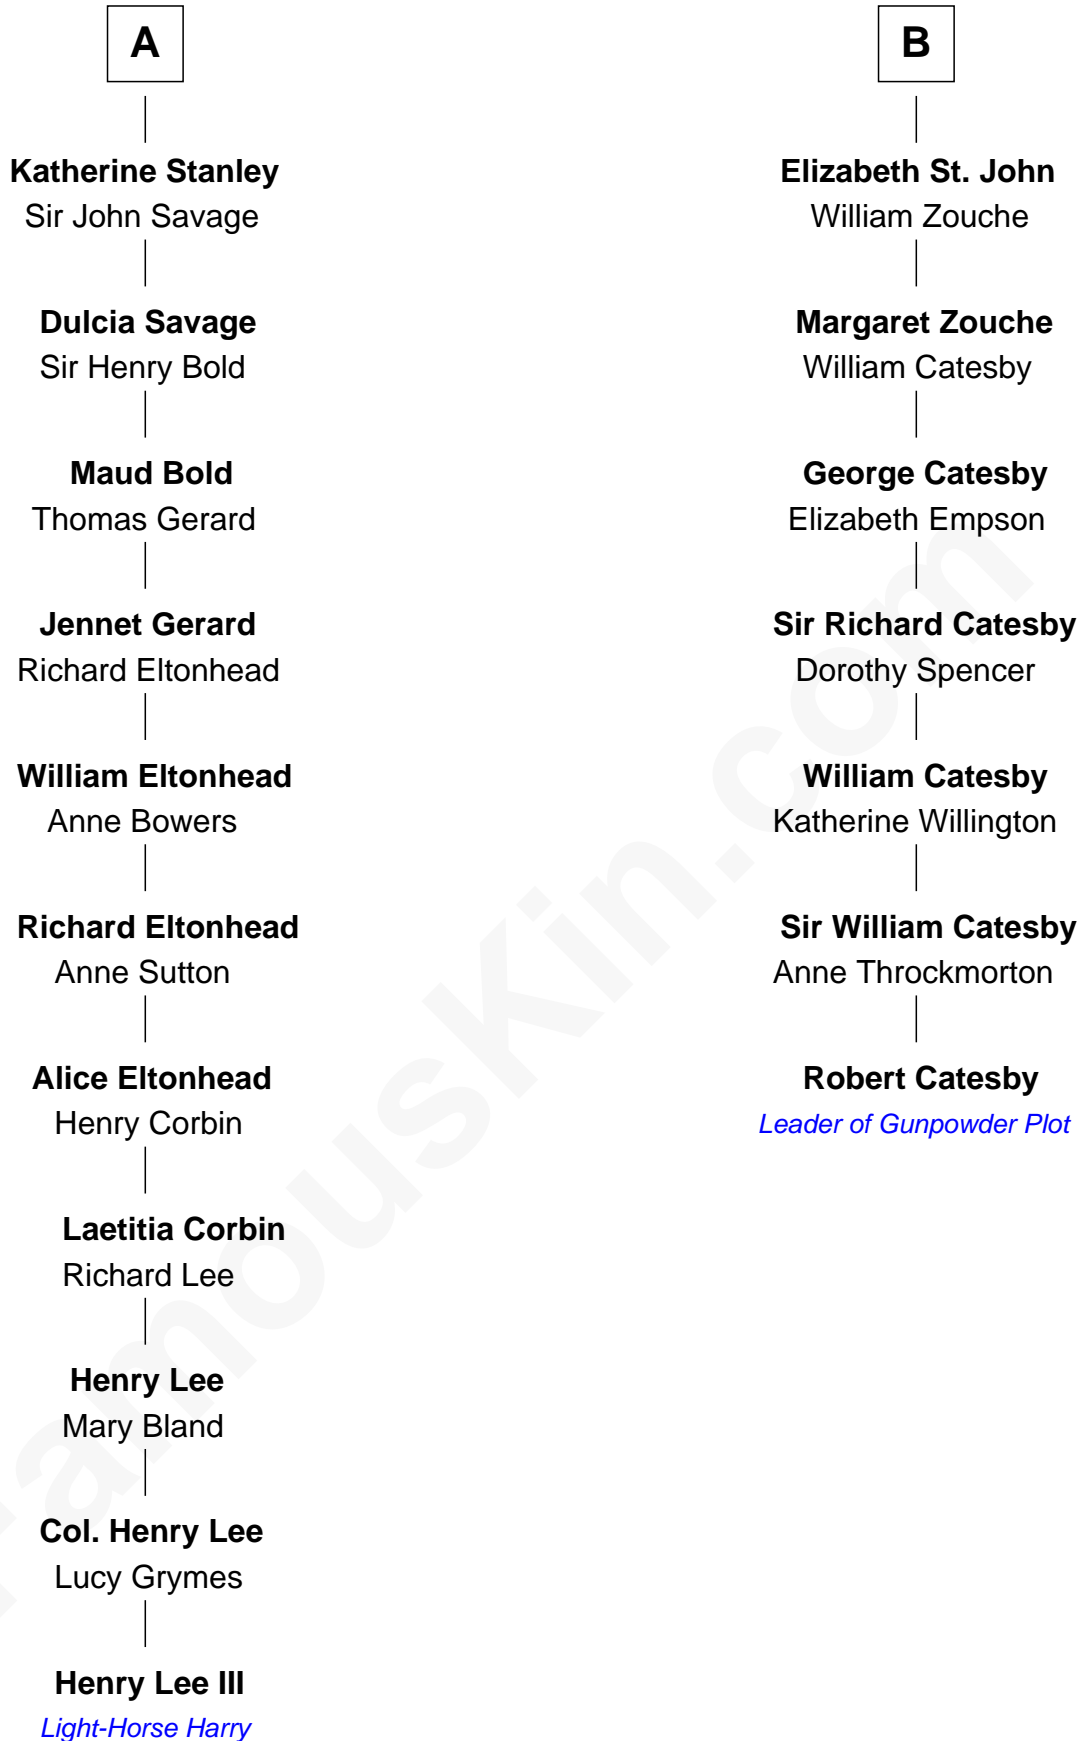 A
Katherine Stanley
Sir John Savage
Dulcia Savage
Sir Henry Bold
Maud Bold
Thomas Gerard
Jennet Gerard
Richard Eltonhead
William Eltonhead
Anne Bowers
Richard Eltonhead
Anne Sutton
Alice Eltonhead
Henry Corbin
Laetitia Corbin
Richard Lee
Henry Lee
Mary Bland
Col. Henry Lee
Lucy Grymes
Henry Lee III
Light-Horse Harry
B
Elizabeth St. John
William Zouche
Margaret Zouche
William Catesby
George Catesby
Elizabeth Empson
Sir Richard Catesby
Dorothy Spencer
William Catesby
Katherine Willington
Sir William Catesby
Anne Throckmorton
Robert Catesby
Leader of Gunpowder Plot
FamousKin.com